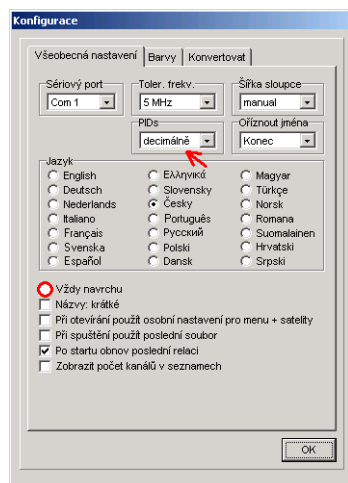 Konfigurace
Všeobecná nastavení Barvy Konvertovat
Sériový port Toler. frekv. Šířka sloupce
Com 1 5 MHz manual
PIDs Oříznout jména
decimálně Konec
Jazyk
English Ελληνικά Magyar
Deutsch Slovensky Türkçe
Nederlands Česky Norsk
Italiano Português Romana
Français Русский Suomalainen
Svenska Polski Hrvatski
Español Dansk Srpski
Vždy navrchu
Názvy: krátké
Při otevírání použít osobní nastavení pro menu + satelity
Při spuštění použít poslední soubor
Po startu obnov poslední relaci
Zobrazit počet kanálů v seznamech
OK